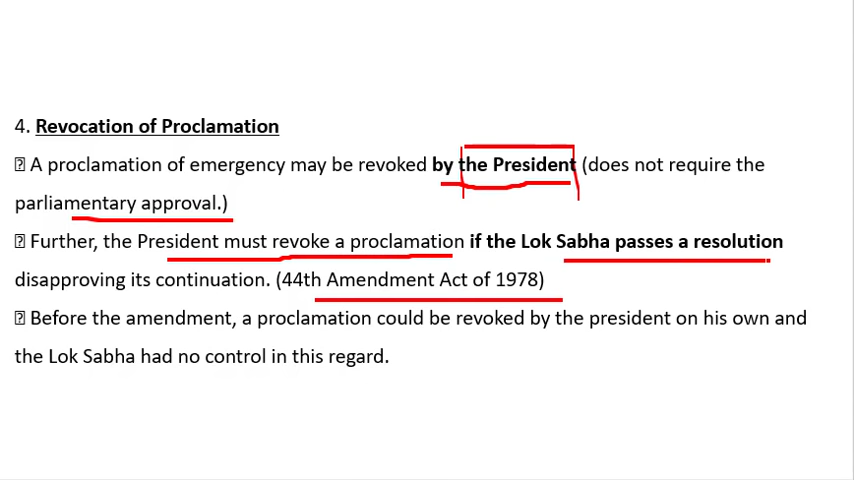 4. Revocation of Proclamation
A proclamation of emergency may be revoked by the President (does not require the
parliamentary approval.)
Further, the President must revoke a proclamation if the Lok Sabha passes a resolution
disapproving its continuation. (44th Amendment Act of 1978)
Before the amendment, a proclamation could be revoked by the president on his own and
the Lok Sabha had no control in this regard.